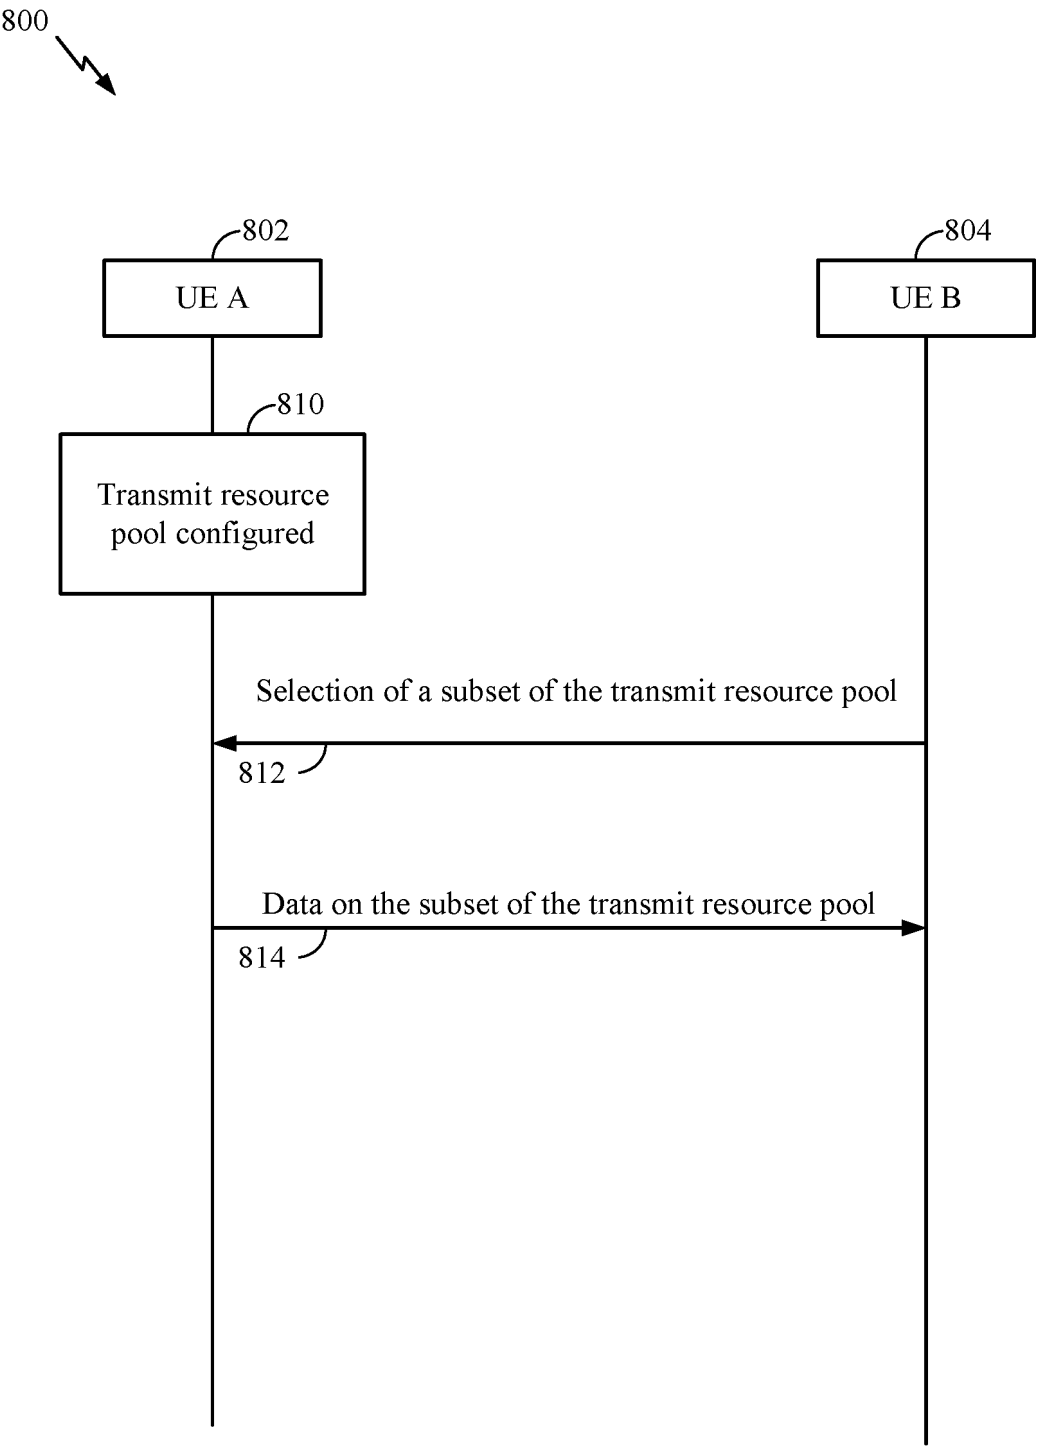 800
802
804
UE A
UE B
810
Transmit resource
pool configured
Selection of a subset of the transmit resource pool
812
Data on the subset of the transmit resource pool
814